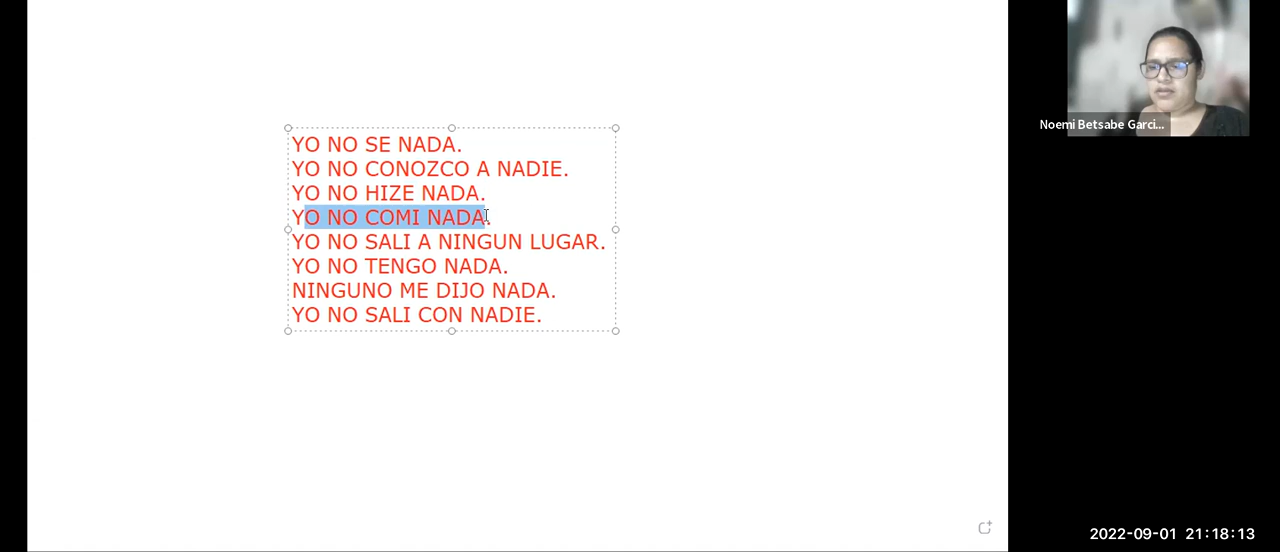 YO NO SE NADA.
YO NO CONOZCO A NADIE.
YO NO HIZE NADA.
YO NO COMI NADA.
YO NO SALI A NINGUN LUGAR.
YO NO TENGO NADA.
NINGUNO ME DIJO NADA.
YO NO SALI CON NADIE.
Noemi Betsabe Garci...
2022-09-01 21:18:13